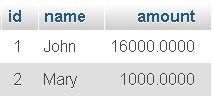 id name amount
1 John 16000.0000
2 Mary 1000.0000